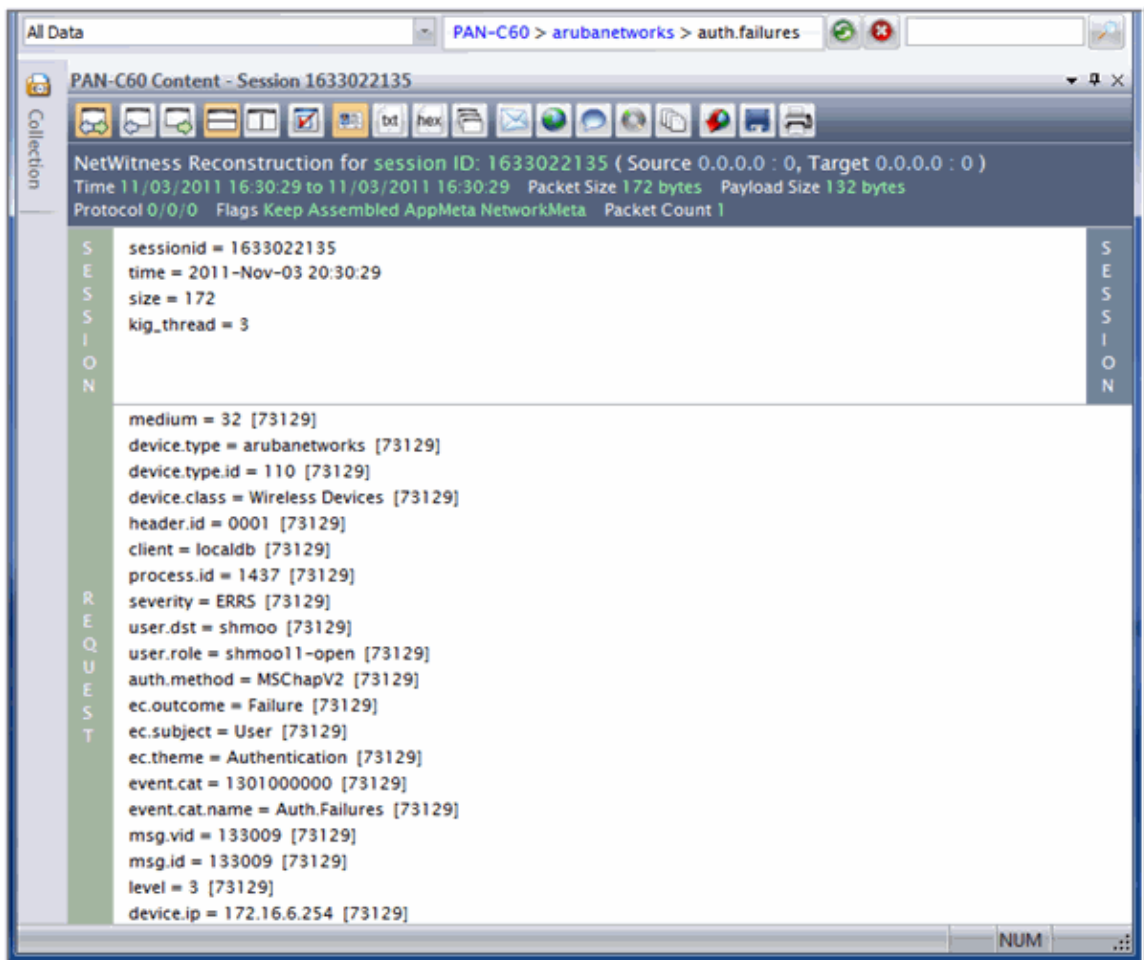 All Data
PAN-C60 > arubanetworks > auth.failures
Collection
PAN-C60 Content - Session 1633022135
txt hex
NetWitness Reconstruction for session ID: 1633022135 ( Source 0.0.0.0 : 0, Target 0.0.0.0 : 0 )
Time 11/03/2011 16:30:29 to 11/03/2011 16:30:29 Packet Size 172 bytes Payload Size 132 bytes
Protocol 0/0/0 Flags Keep Assembled AppMeta NetworkMeta Packet Count 1
SESSION
sessionid = 1633022135
time = 2011-Nov-03 20:30:29
size = 172
kig_thread = 3
SESSION
REQUEST
medium = 32 [73129]
device.type = arubanetworks [73129]
device.type.id = 110 [73129]
device.class = Wireless Devices [73129]
header.id = 0001 [73129]
client = localdb [73129]
process.id = 1437 [73129]
severity = ERRS [73129]
user.dst = shmoo [73129]
user.role = shmoo11-open [73129]
auth.method = MSChapV2 [73129]
ec.outcome = Failure [73129]
ec.subject = User [73129]
ec.theme = Authentication [73129]
event.cat = 1301000000 [73129]
event.cat.name = Auth.Failures [73129]
msg.vid = 133009 [73129]
msg.id = 133009 [73129]
level = 3 [73129]
device.ip = 172.16.6.254 [73129]
NUM